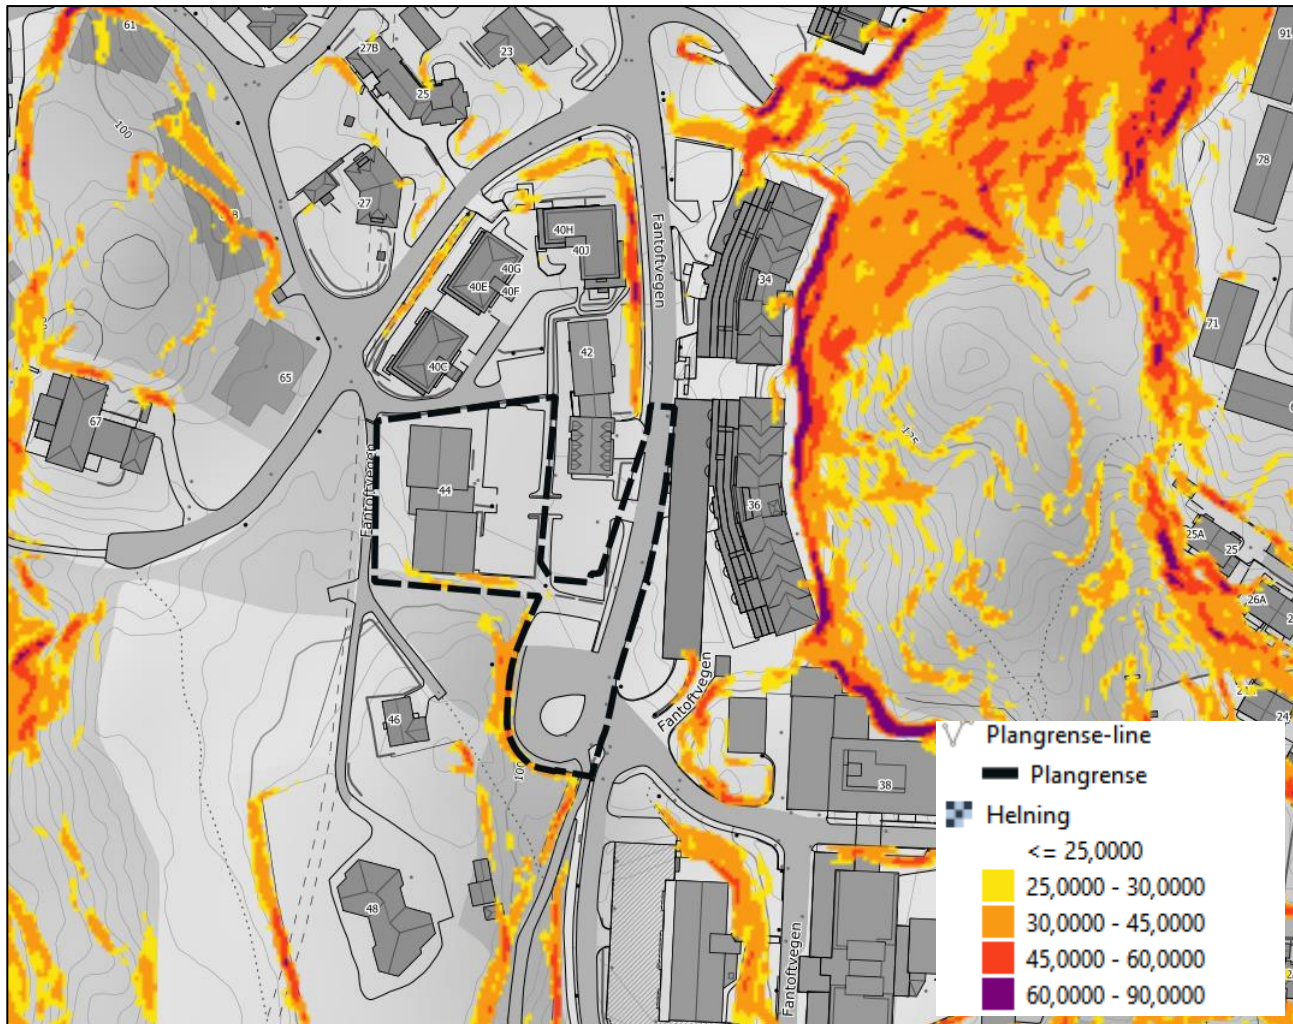 61
27B
23
25
91
100
78
27
40H
40J
Fantoftvegen
40G
40E
40F
34
71
42
65
40C
67
125
Fantoftvegen
44
36
25A
25
26A
Fantoftvegen
46
24
100
38
48
Fantoftvegen
Plangrense-line
Plangrense
Helning
<= 25,0000
25,0000 - 30,0000
30,0000 - 45,0000
45,0000 - 60,0000
60,0000 - 90,0000